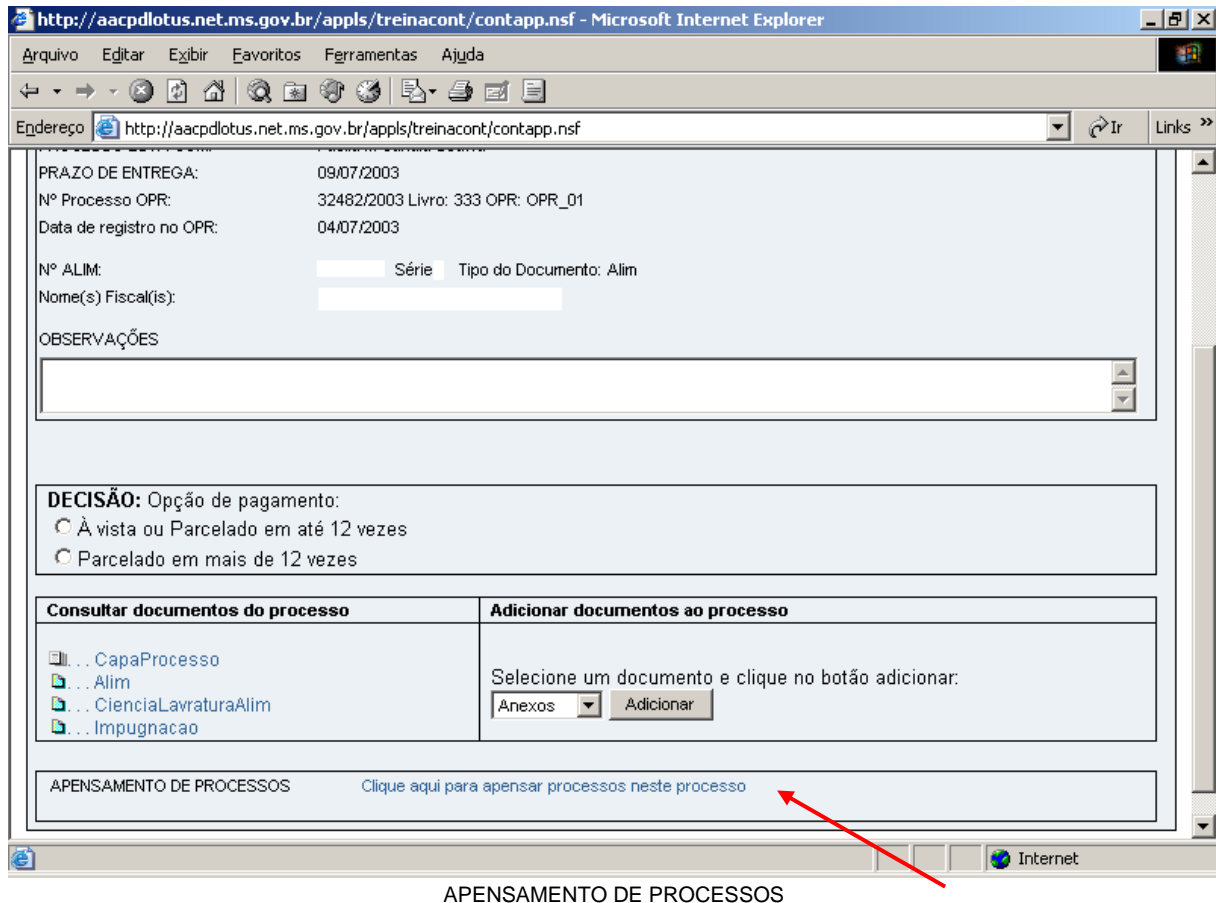 http://aacpdlotus.net.ms.gov.br/appls/treinacont/contapp.nsf - Microsoft Internet Explorer
Arquivo Editar Exibir Favoritos Ferramentas Ajuda
Endereço http://aacpdlotus.net.ms.gov.br/appls/treinacont/contapp.nsf Ir Links »
PRAZO DE ENTREGA: 09/07/2003
Nº Processo OPR: 32482/2003 Livro: 333 OPR: OPR_01
Data de registro no OPR: 04/07/2003
Nº ALIM: Série Tipo do Documento: Alim
Nome(s) Fiscal(is):
OBSERVAÇÕES
DECISÃO: Opção de pagamento:
À vista ou Parcelado em até 12 vezes
Parcelado em mais de 12 vezes
Consultar documentos do processo Adicionar documentos ao processo
. . . CapaProcesso
. . . Alim
. . . CienciaLavraturaAlim
. . . Impugnacao
Selecione um documento e clique no botão adicionar:
Anexos Adicionar
APENSAMENTO DE PROCESSOS Clique aqui para apensar processos neste processo
Internet
APENSAMENTO DE PROCESSOS